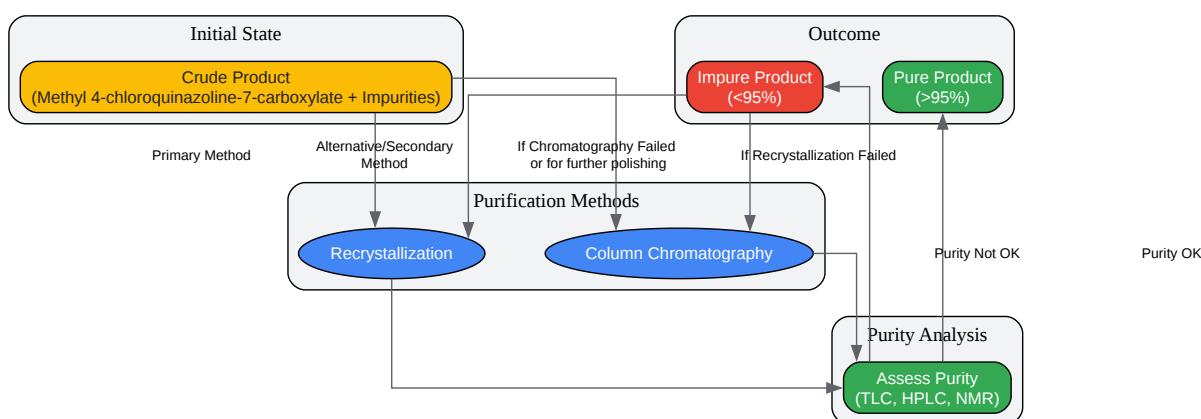 Initial State
Crude Product
(Methyl 4-chloroquinazoline-7-carboxylate + Impurities)
Outcome
Impure Product
(<95%)
Pure Product
(>95%)
Primary Method
Alternative/Secondary
Method
If Chromatography Failed
or for further polishing
If Recrystallization Failed
Purification Methods
Recrystallization
Column Chromatography
Purity Not OK
Purity OK
Purity Analysis
Assess Purity
(TLC, HPLC, NMR)